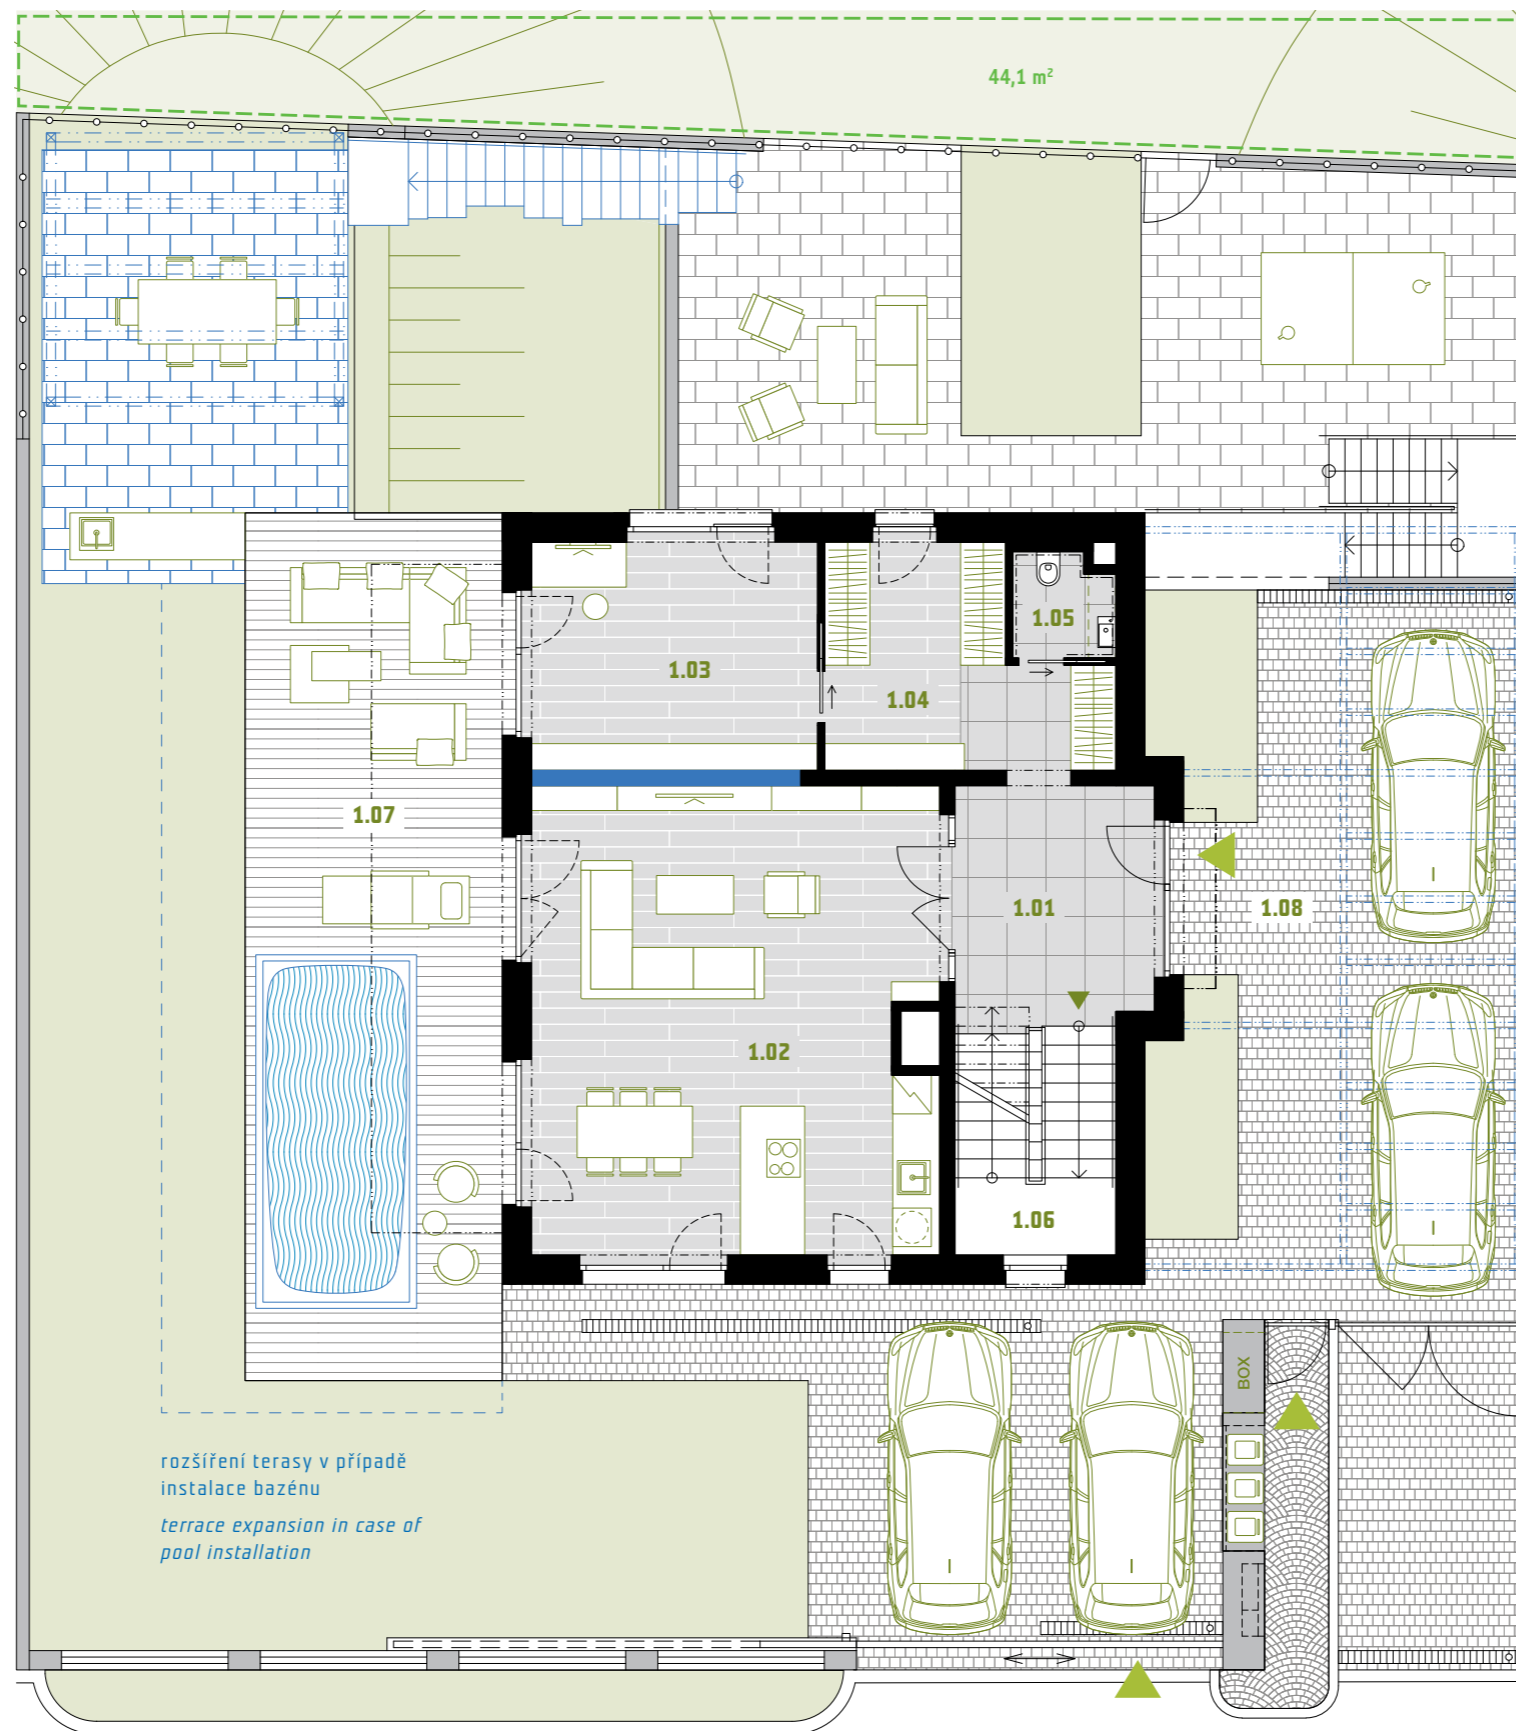 44,1 m²
1.05
1.03
1.04
1.07
1.01
1.08
1.02
1.06
BOX
rozšíření terasy v případě
instalace bazénu
terrace expansion in case of
pool installation